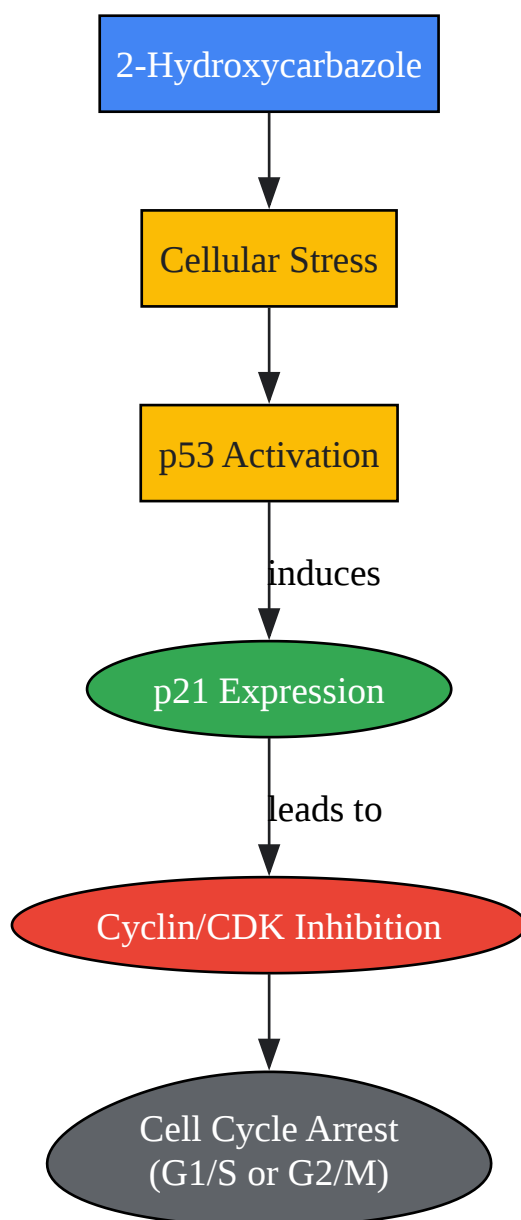 2-Hydroxycarbazole
Cellular Stress
p53 Activation
induces
p21 Expression
leads to
Cyclin/CDK Inhibition
Cell Cycle Arrest
(G1/S or G2/M)